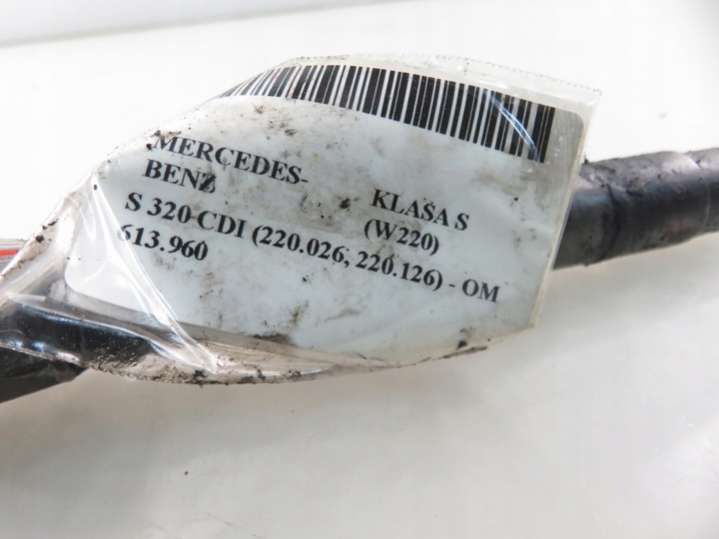 MERCEDES-
BENZ
KLASA S
(W220)
S 320 CDI (220.026, 220.126) - OM
613.960